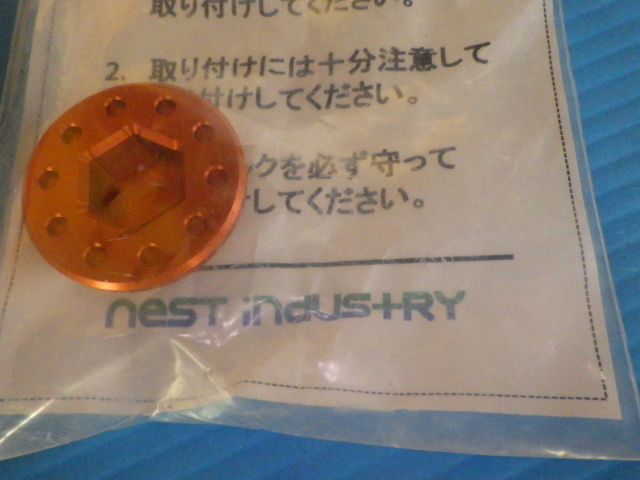 取り付けしてください。
2. 取り付けには十分注意して
付けしてください。
クを必ず守って
してください。
nest industry